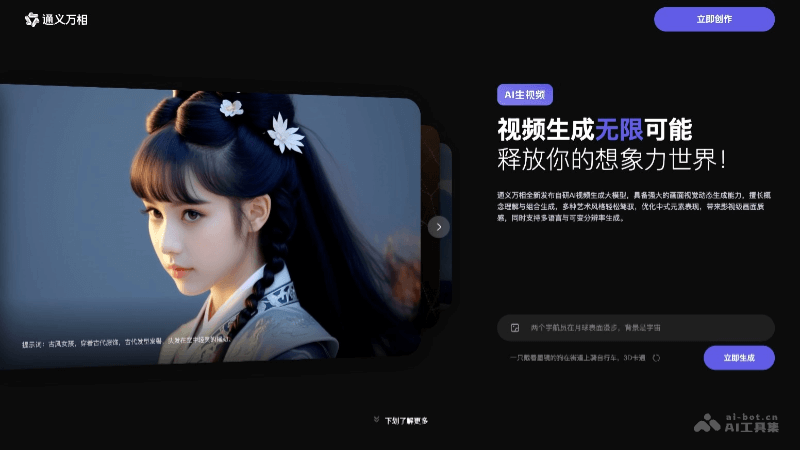 通义万相
立即创作
AI生视频
视频生成无限可能
释放你的想象力世界！
通义万相全新发布自研AI视频生成大模型，具备强大的画面视觉动态生成能力，擅长概
念理解与组合生成，多种艺术风格轻松驾驭，优化中式元素表现，带来影视级画面质
感，同时支持多语言与可变分辨率生成。
提示词：古风女孩，穿着古代服饰，古代发型发髻，头发在空中轻柔的拂动。
两个宇航员在月球表面漫步，背景是宇宙
一只戴着墨镜的狗在街道上骑自行车，3D卡通
立即生成
下划了解更多
ai-bot.cn
AI工具集